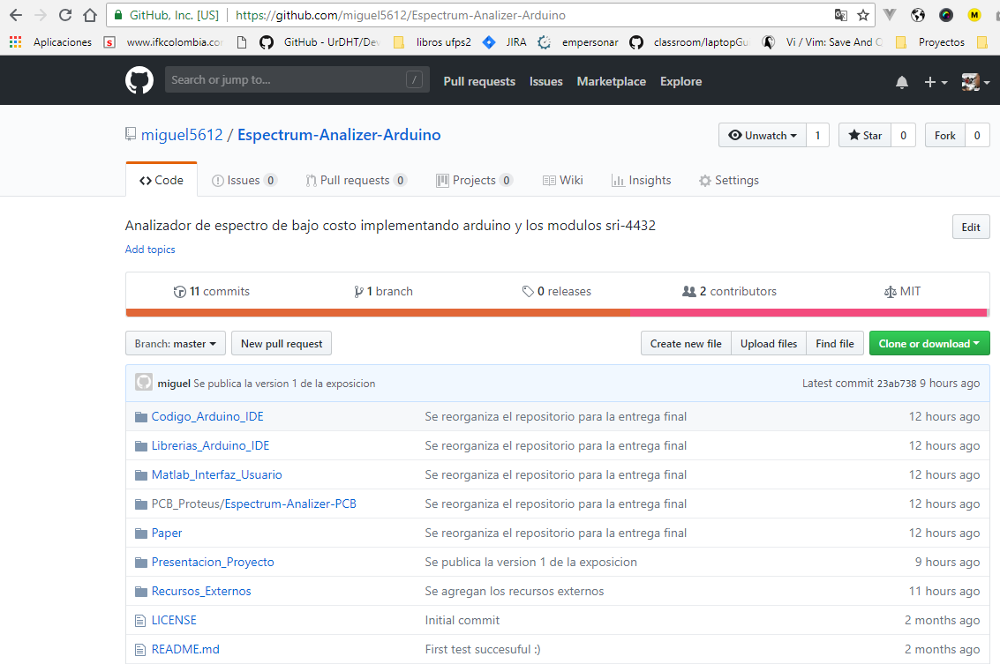 GitHub, Inc. [US] https://github.com/miguel5612/Espectrum-Analizer-Arduino
Aplicaciones www.ifkcolombia.co GitHub - UrDHT/De libros ufps2 JIRA empersonar classroom/laptopGu Vi / Vim: Save And Proyectos
Search or jump to... / Pull requests Issues Marketplace Explore
miguel5612 / Espectrum-Analizer-Arduino Unwatch 1 Star 0 Fork 0
Code Issues 0 Pull requests 0 Projects 0 Wiki Insights Settings
Analizador de espectro de bajo costo implementando arduino y los modulos sri-4432 Edit
Add topics
11 commits 1 branch 0 releases 2 contributors MIT
Branch: master New pull request Create new file Upload files Find file Clone or download
miguel Se publica la version 1 de la exposicion Latest commit 23ab738 9 hours ago
Codigo_Arduino_IDE Se reorganiza el repositorio para la entrega final 12 hours ago
Librerias_Arduino_IDE Se reorganiza el repositorio para la entrega final 12 hours ago
Matlab_Interfaz_Usuario Se reorganiza el repositorio para la entrega final 12 hours ago
PCB_Proteus/Espectrum-Analizer-PCB Se reorganiza el repositorio para la entrega final 12 hours ago
Paper Se reorganiza el repositorio para la entrega final 12 hours ago
Presentacion_Proyecto Se publica la version 1 de la exposicion 9 hours ago
Recursos_Externos Se agregan los recursos externos 11 hours ago
LICENSE Initial commit 2 months ago
README.md First test succesuful :) 2 months ago